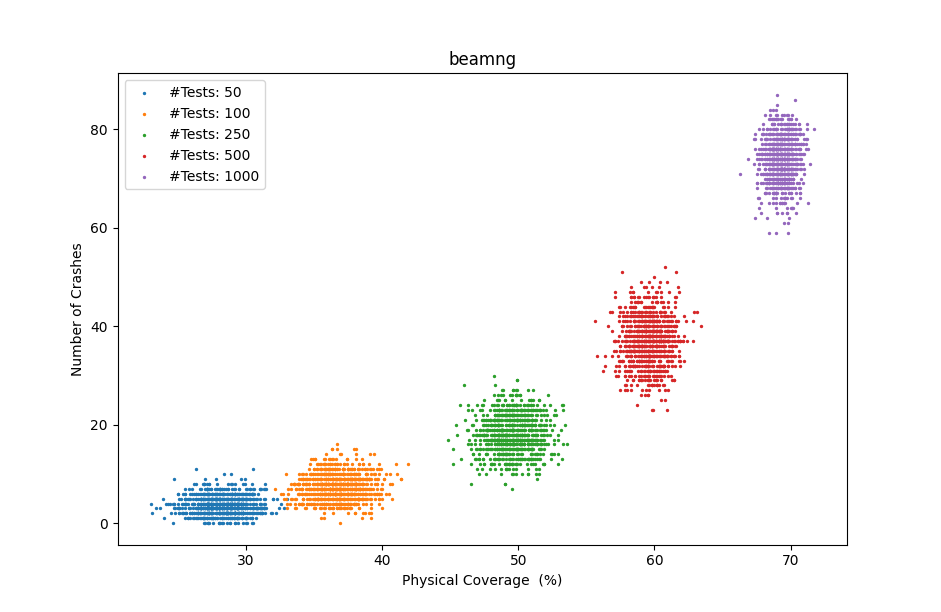 beamng
#Tests: 50
#Tests: 100
#Tests: 250
#Tests: 500
#Tests: 1000
80
60
40
20
0
Number of Crashes
30 40 50 60 70
Physical Coverage  (%)